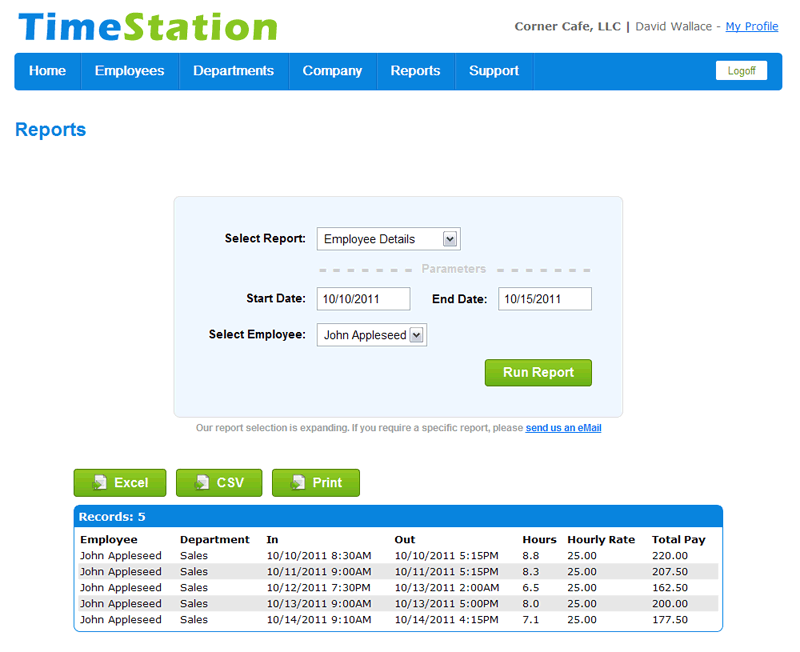 TimeStation
Corner Cafe, LLC | David Wallace - My Profile
Home Employees Departments Company Reports Support Logoff
Reports
Select Report: Employee Details
Parameters
Start Date: 10/10/2011 End Date: 10/15/2011
Select Employee: John Appleseed
Run Report
Our report selection is expanding. If you require a specific report, please send us an eMail
Excel CSV Print
Records: 5
Employee Department In Out Hours Hourly Rate Total Pay
John Appleseed Sales 10/10/2011 8:30AM 10/10/2011 5:15PM 8.8 25.00 220.00
John Appleseed Sales 10/11/2011 9:00AM 10/11/2011 5:15PM 8.3 25.00 207.50
John Appleseed Sales 10/12/2011 7:30PM 10/13/2011 2:00AM 6.5 25.00 162.50
John Appleseed Sales 10/13/2011 9:00AM 10/13/2011 5:00PM 8.0 25.00 200.00
John Appleseed Sales 10/14/2011 9:10AM 10/14/2011 4:15PM 7.1 25.00 177.50